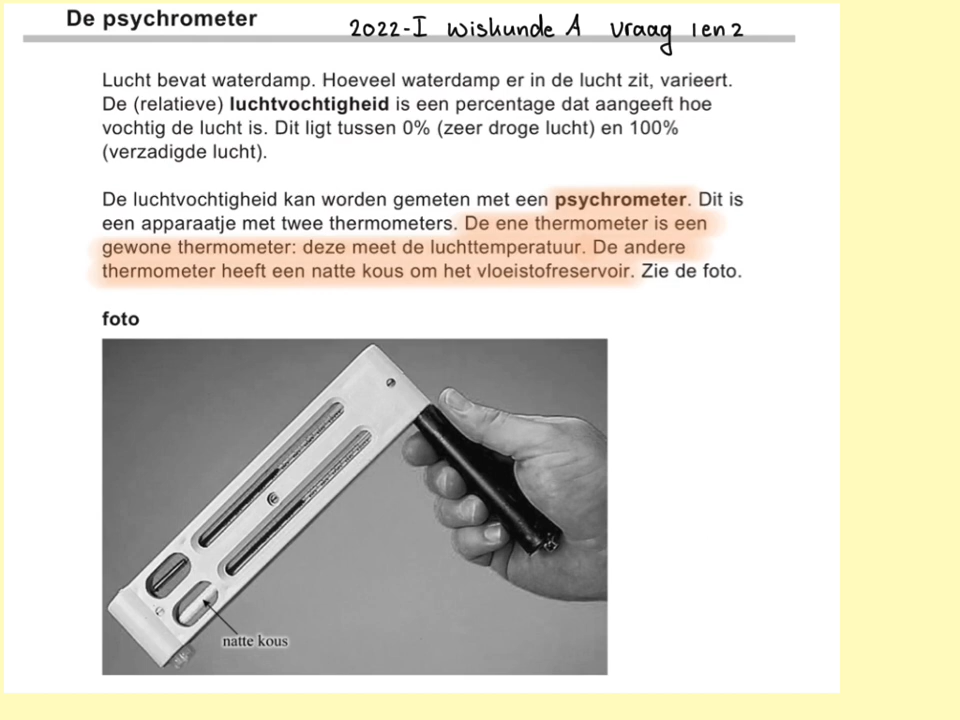 De psychrometer
2022-I Wiskunde A Vraag 1 en 2
Lucht bevat waterdamp. Hoeveel waterdamp er in de lucht zit, varieert.
De (relatieve) luchtvochtigheid is een percentage dat aangeeft hoe
vochtig de lucht is. Dit ligt tussen 0% (zeer droge lucht) en 100%
(verzadigde lucht).
De luchtvochtigheid kan worden gemeten met een psychrometer. Dit is
een apparaatje met twee thermometers. De ene thermometer is een
gewone thermometer: deze meet de luchttemperatuur. De andere
thermometer heeft een natte kous om het vloeistofreservoir. Zie de foto.
foto
natte kous